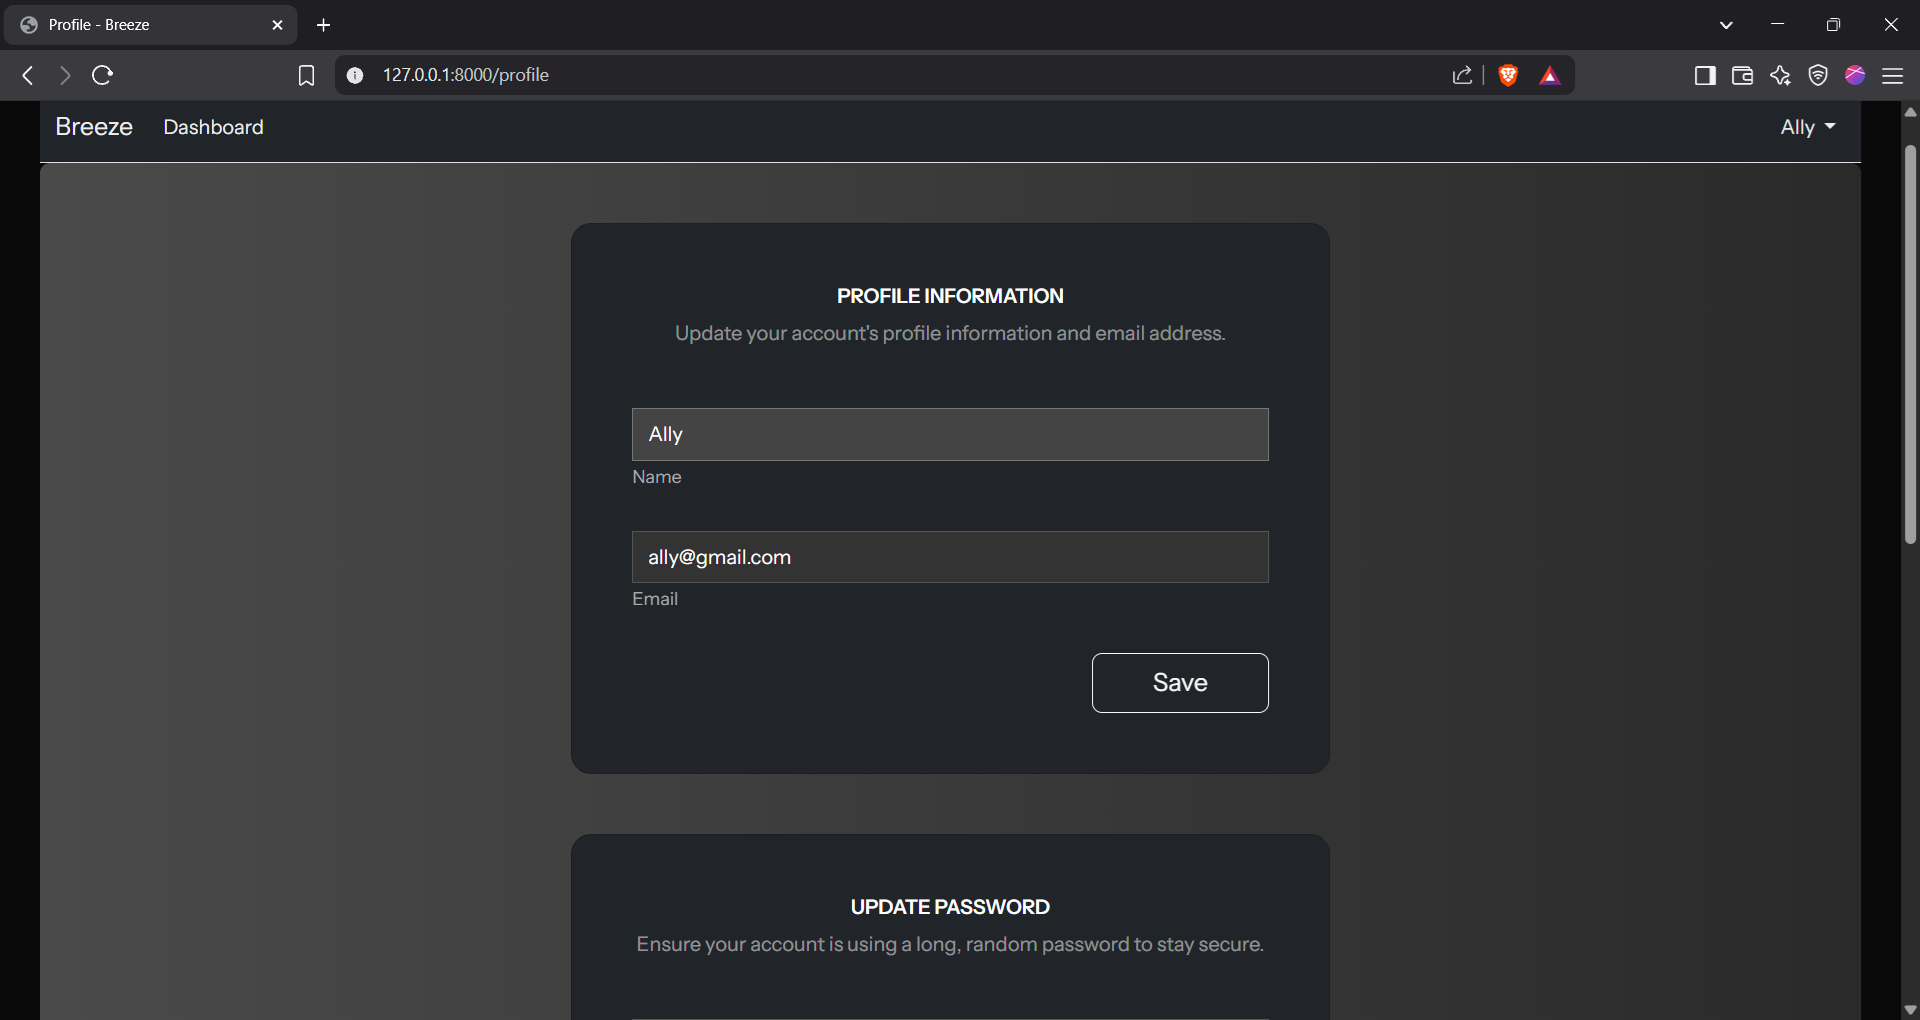 Profile - Breeze
127.0.0.1:8000/profile
Breeze Dashboard Ally
PROFILE INFORMATION
Update your account's profile information and email address.
Ally
Name
ally@gmail.com
Email
Save
UPDATE PASSWORD
Ensure your account is using a long, random password to stay secure.